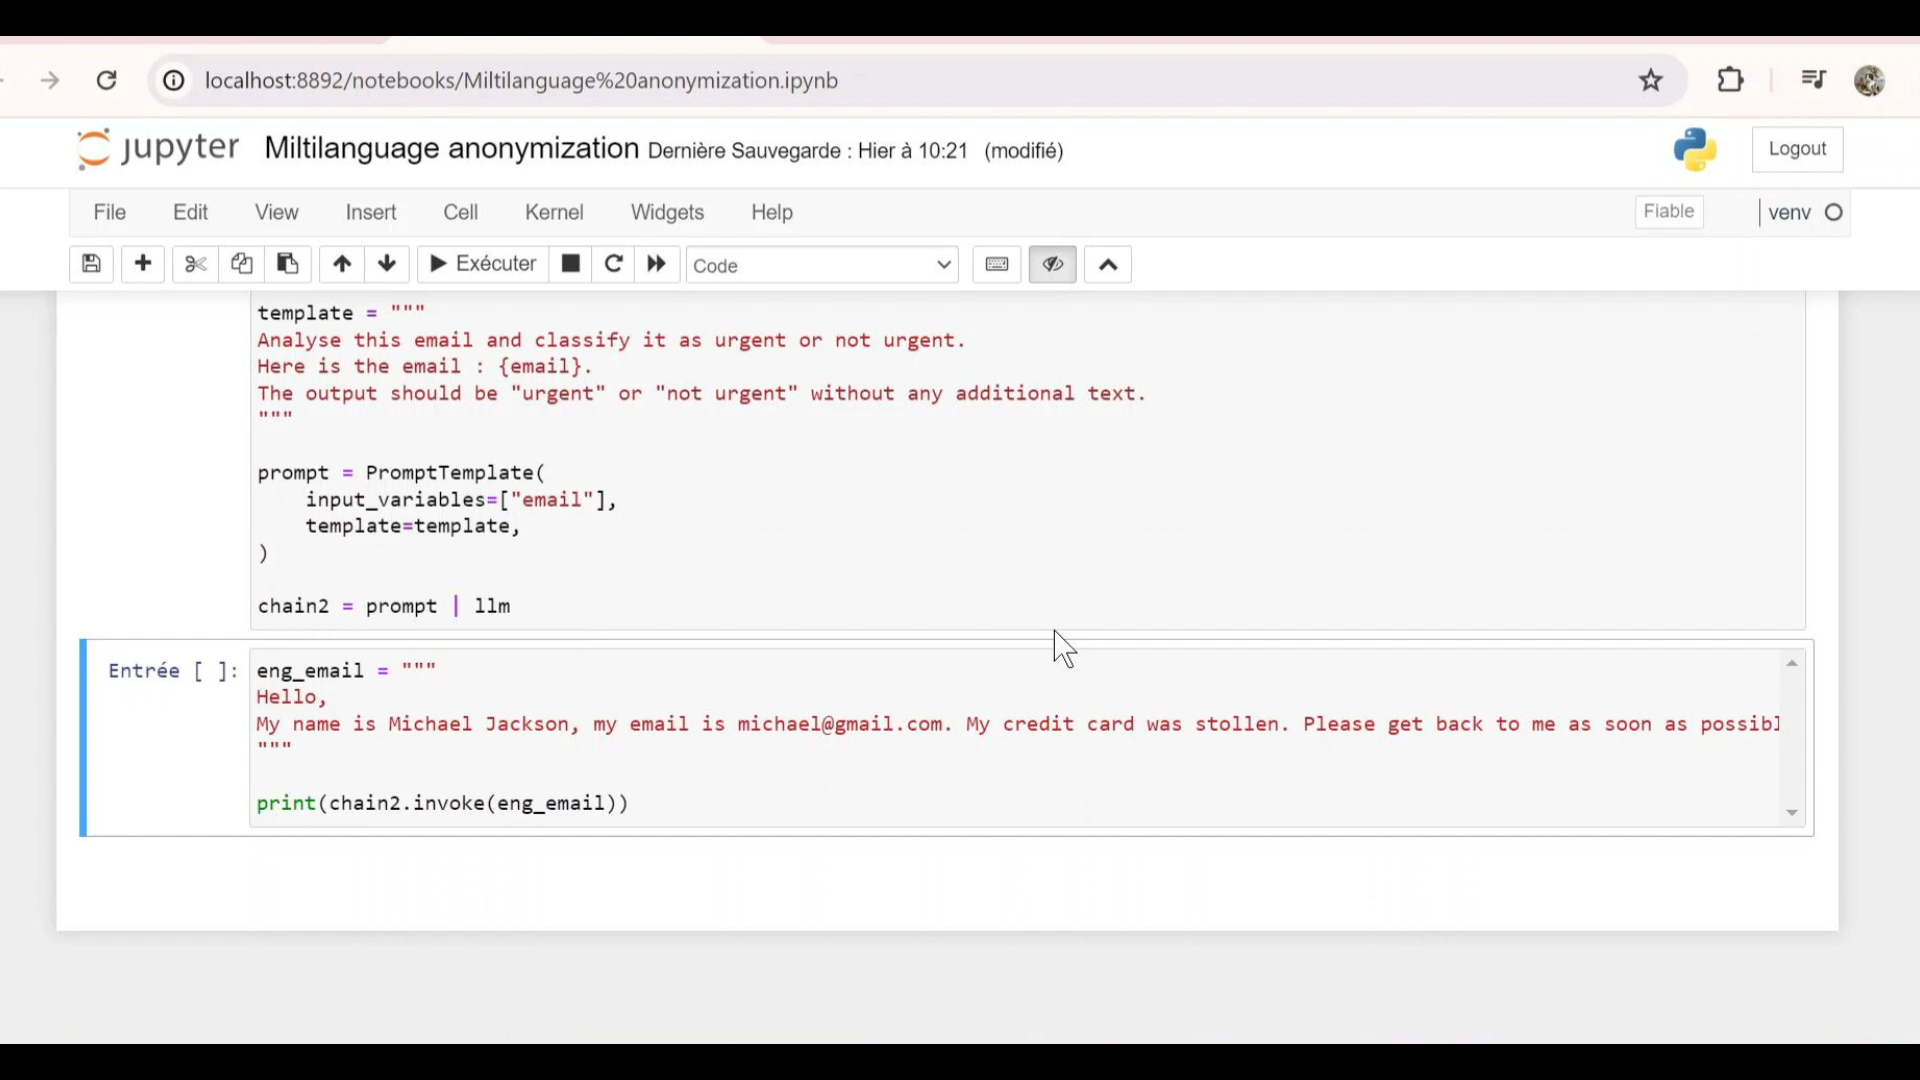 localhost:8892/notebooks/Miltilanguage%20anonymization.ipynb
jupyter Miltilanguage anonymization Dernière Sauvegarde : Hier à 10:21 (modifié)
Logout
File Edit View Insert Cell Kernel Widgets Help Fiable venv
Exécuter Code
template = """
Analyse this email and classify it as urgent or not urgent.
Here is the email : {email}.
The output should be "urgent" or "not urgent" without any additional text.
"""
prompt = PromptTemplate(
    input_variables=["email"],
    template=template,
)
chain2 = prompt | llm
Entrée [ ]: eng_email = """
Hello,
My name is Michael Jackson, my email is michael@gmail.com. My credit card was stollen. Please get back to me as soon as possibl
"""
print(chain2.invoke(eng_email))